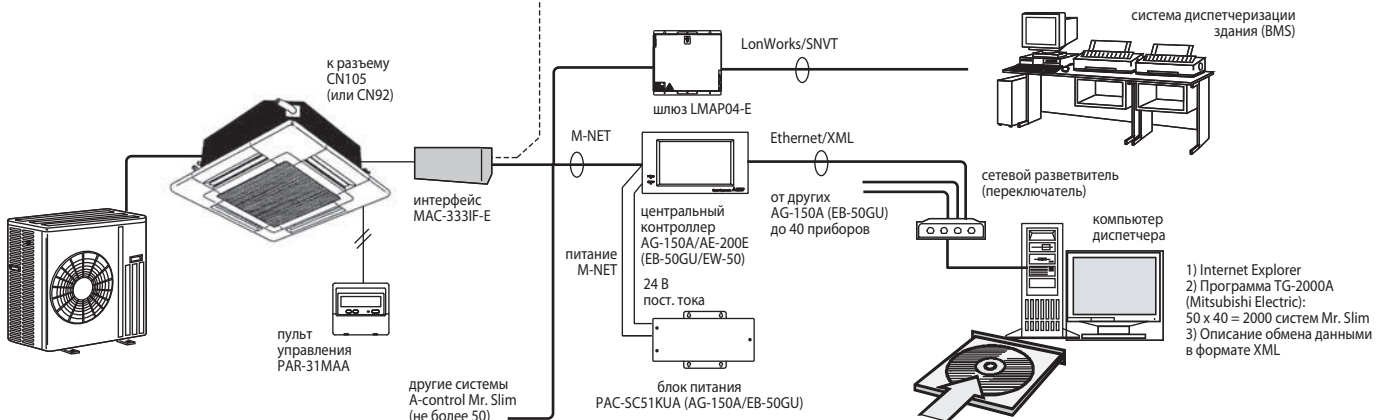 система диспетчеризации
здания (BMS)
LonWorks/SNVT
к разъему
CN105
(или CN92)
шлюз LMAP04-E
M-NET
Ethernet/XML
сетевой разветвитель
(переключатель)
интерфейс
MAC-333IF-E
центральный
контроллер
AG-150A/AE-200E
(EB-50GU/EW-50)
от других
AG-150A (EB-50GU)
до 40 приборов
компьютер
диспетчера
питание
M-NET
24 В
пост. тока
1) Internet Explorer
2) Программа TG-2000A
(Mitsubishi Electric):
50 x 40 = 2000 систем Mr. Slim
3) Описание обмена данными
в формате XML
пульт
управления
PAR-31MAA
другие системы
A-control Mr. Slim
(не более 50)
блок питания
PAC-SC51KUA (AG-150A/EB-50GU)